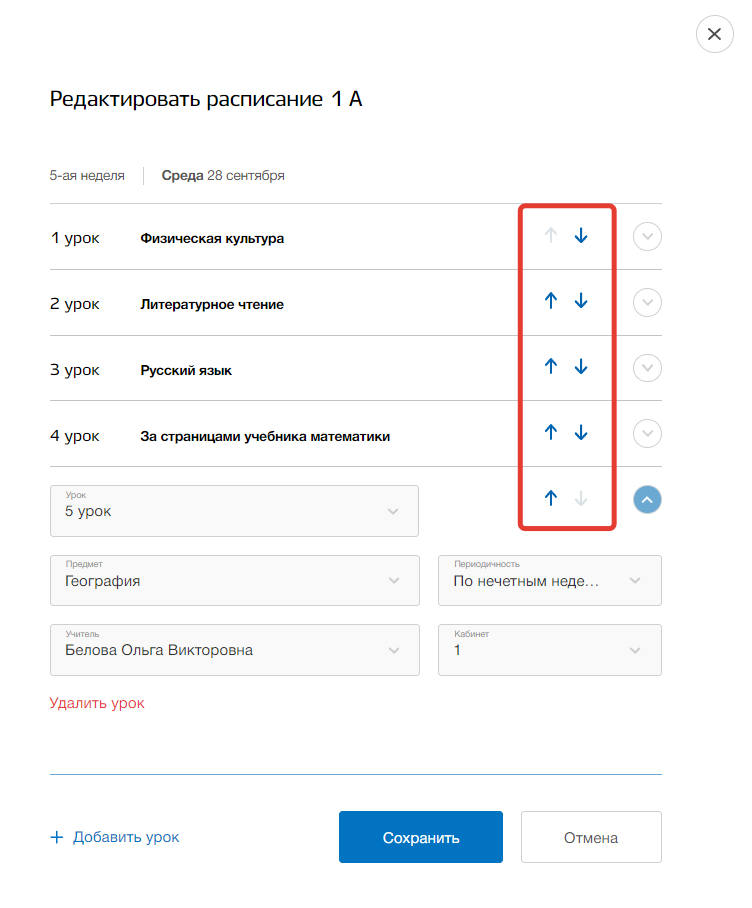 Редактировать расписание 1 А
5-ая неделя Среда 28 сентября
1 урок Физическая культура
2 урок Литературное чтение
3 урок Русский язык
4 урок За страницами учебника математики
Урок
5 урок
Предмет Периодичность
География По нечетным неде...
Учитель Кабинет
Белова Ольга Викторовна 1
Удалить урок
+ Добавить урок Сохранить Отмена